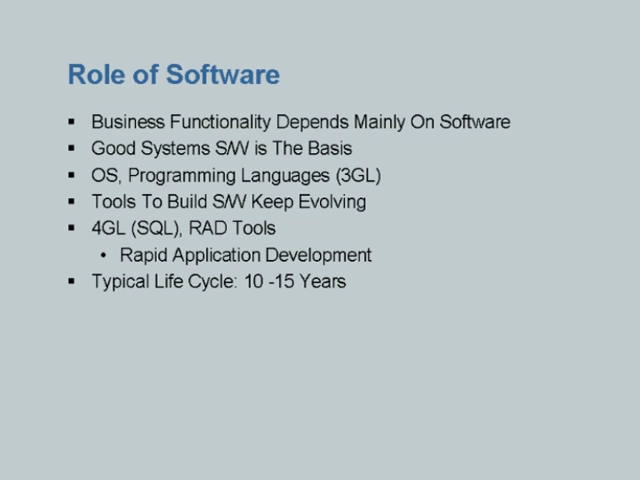 Role of Software
▪ Business Functionality Depends Mainly On Software
▪ Good Systems S/W is The Basis
▪ OS, Programming Languages (3GL)
▪ Tools To Build S/W Keep Evolving
▪ 4GL (SQL), RAD Tools
• Rapid Application Development
▪ Typical Life Cycle: 10 -15 Years